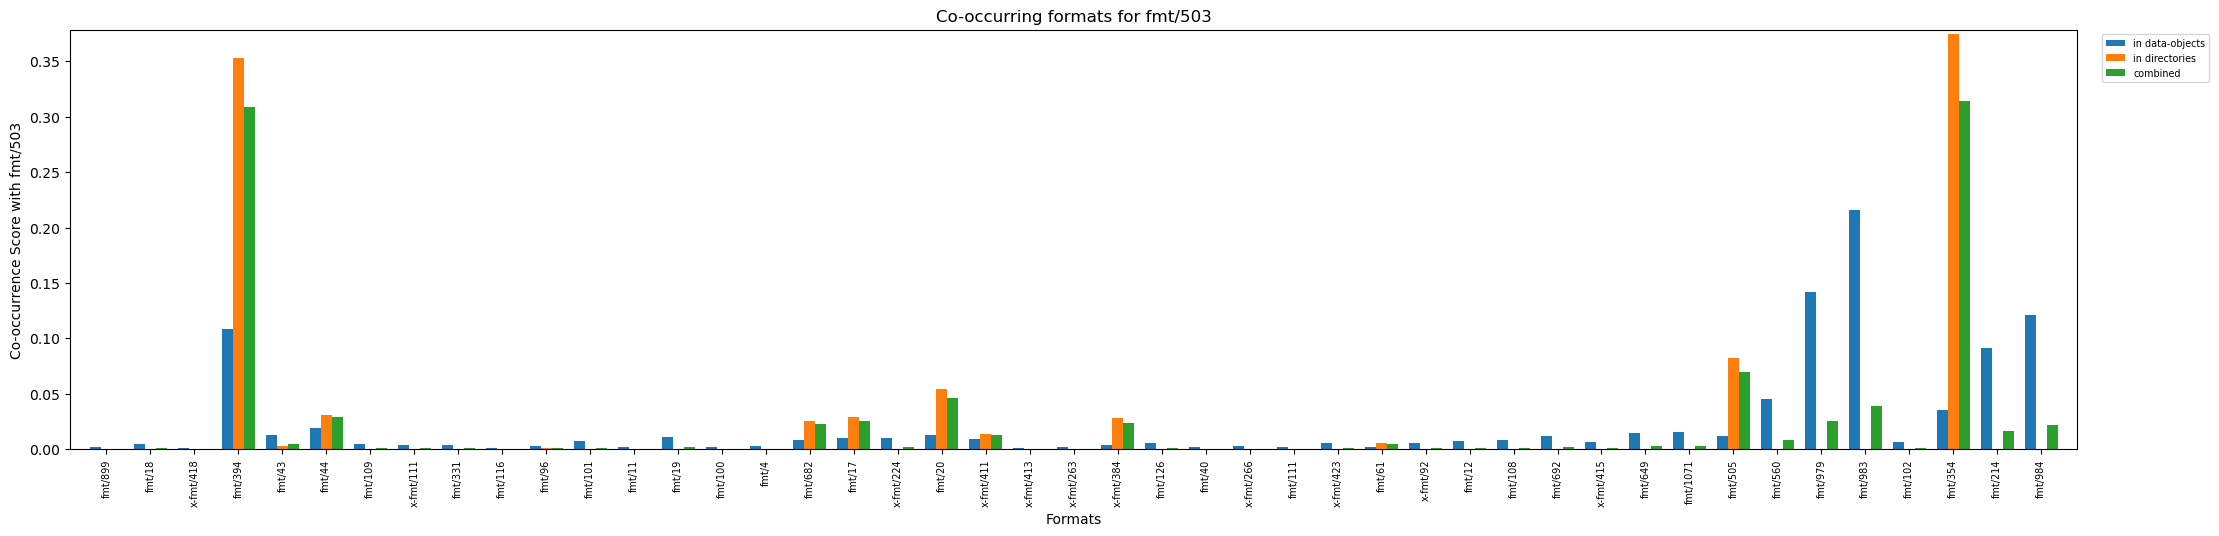 Co-occurring formats for fmt/503
Co-occurrence Score with fmt/503
0.35
0.30
0.25
0.20
0.15
0.10
0.05
0.00
fmt/899
fmt/18
x-fmt/418
fmt/394
fmt/43
fmt/44
fmt/109
x-fmt/111
fmt/331
fmt/116
fmt/96
fmt/101
fmt/11
fmt/19
fmt/100
fmt/4
fmt/682
fmt/17
x-fmt/224
fmt/20
x-fmt/411
x-fmt/413
x-fmt/263
x-fmt/384
fmt/126
fmt/40
x-fmt/266
fmt/111
x-fmt/423
fmt/61
x-fmt/92
fmt/12
fmt/108
fmt/692
x-fmt/415
fmt/649
fmt/1071
fmt/505
fmt/560
fmt/979
fmt/983
fmt/102
fmt/354
fmt/214
fmt/984
Formats
in data-objects
in directories
combined